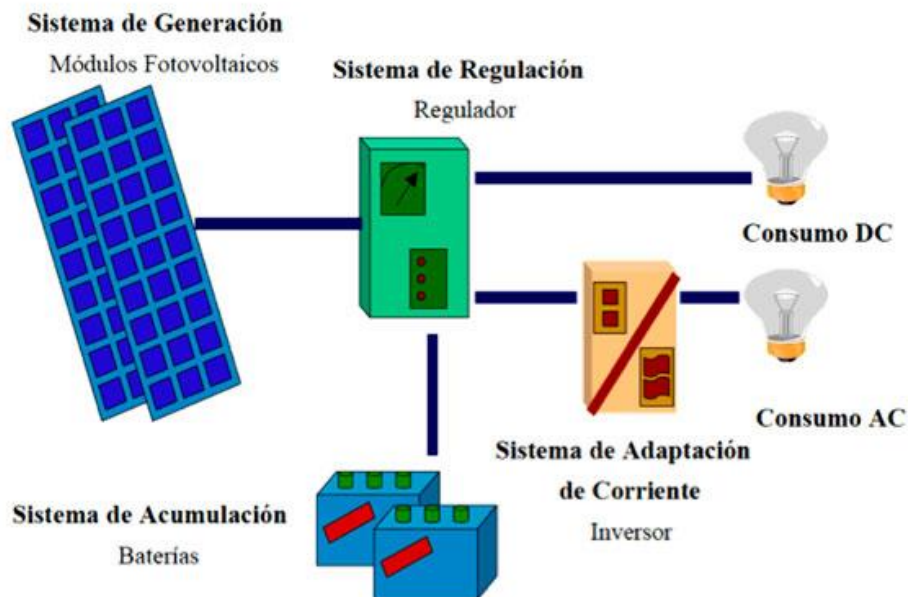 Sistema de Generación
Módulos Fotovoltaicos
Sistema de Regulación
Regulador
Consumo DC
Consumo AC
Sistema de Adaptación
de Corriente
Inversor
Sistema de Acumulación
Baterías